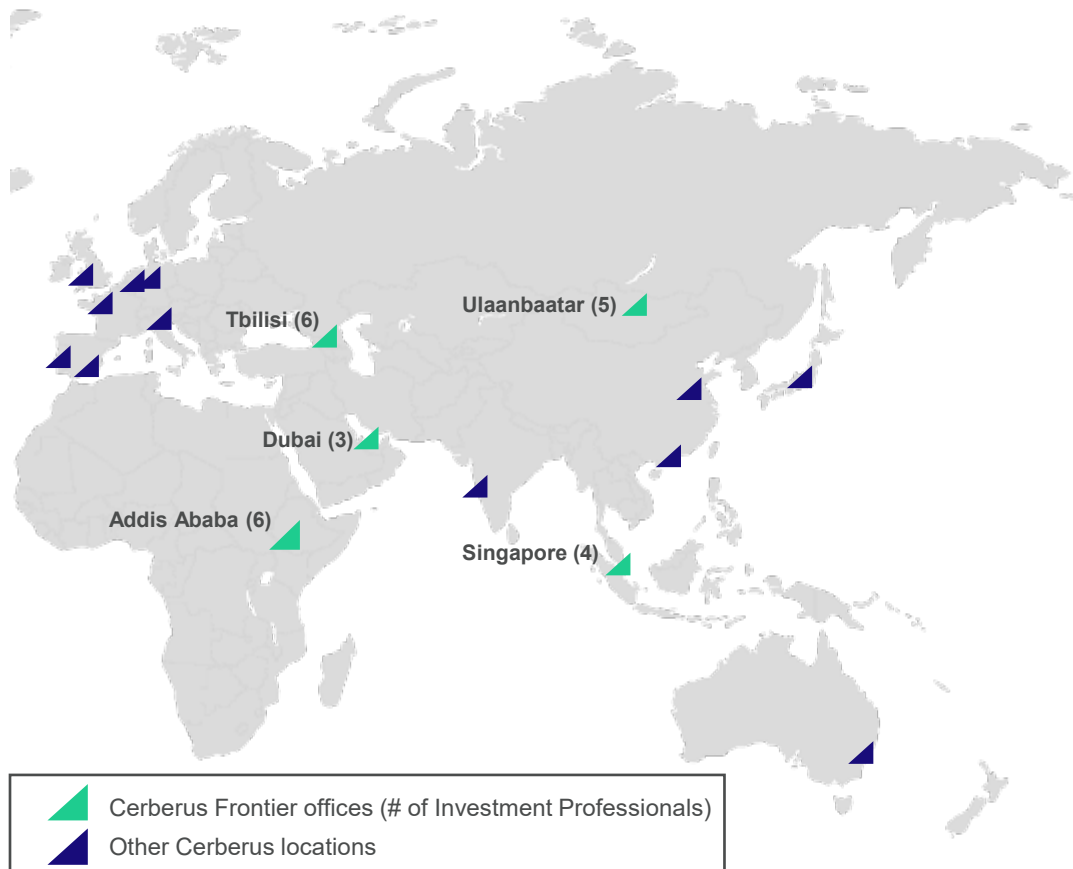 Ulaanbaatar (5)
Tbilisi (6)
Dubai (3)
Addis Ababa (6)
Singapore (4)
Cerberus Frontier offices (# of Investment Professionals)
Other Cerberus locations